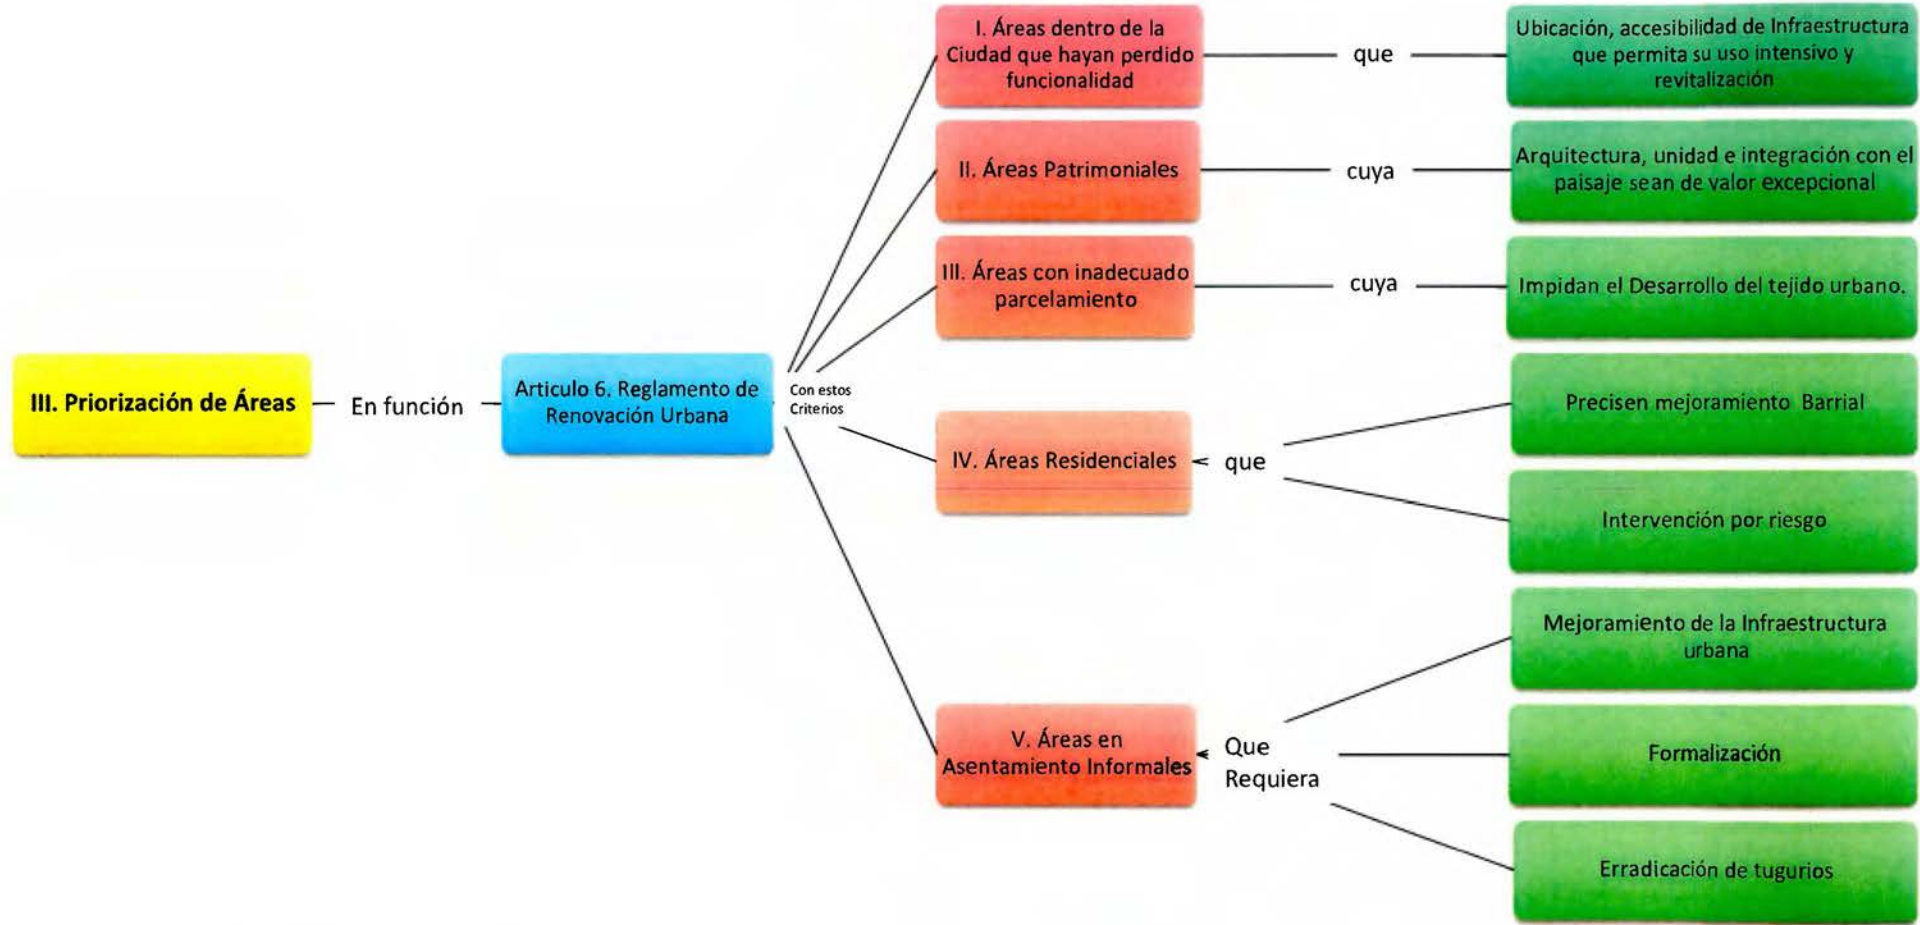 III. Priorización de Áreas
En función
Articulo 6. Reglamento de
Renovación Urbana
Con estos
Criterios
I. Áreas dentro de la
Ciudad que hayan perdido
funcionalidad
que
Ubicación, accesibilidad de Infraestructura
que permita su uso intensivo y
revitalización
II. Áreas Patrimoniales
cuya
Arquitectura, unidad e integración con el
paisaje sean de valor excepcional
III. Áreas con inadecuado
parcelamiento
cuya
Impidan el Desarrollo del tejido urbano.
IV. Áreas Residenciales
que
Precisen mejoramiento Barrial
Intervención por riesgo
V. Áreas en
Asentamiento Informales
Que
Requiera
Mejoramiento de la Infraestructura
urbana
Formalización
Erradicación de tugurios